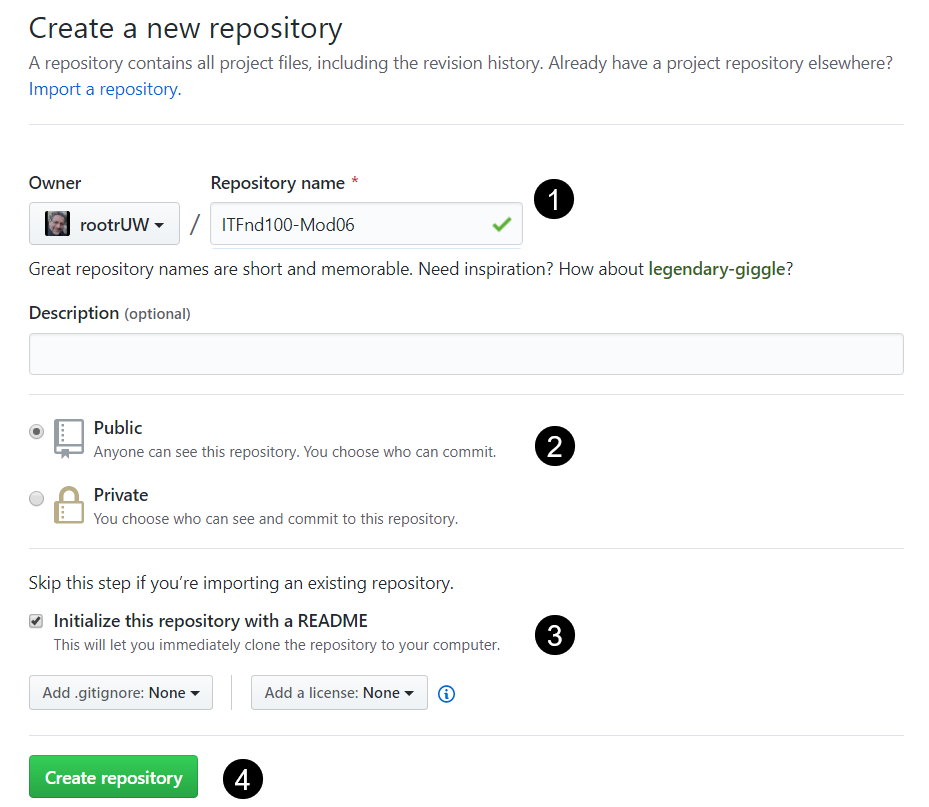 Create a new repository
A repository contains all project files, including the revision history. Already have a project repository elsewhere?
Import a repository.
Owner
Repository name *
1
rootrUW
/
ITFnd100-Mod06
Great repository names are short and memorable. Need inspiration? How about legendary-giggle?
Description (optional)
Public
Anyone can see this repository. You choose who can commit.
2
Private
You choose who can see and commit to this repository.
Skip this step if you’re importing an existing repository.
Initialize this repository with a README
This will let you immediately clone the repository to your computer.
3
Add .gitignore: None
Add a license: None
Create repository
4